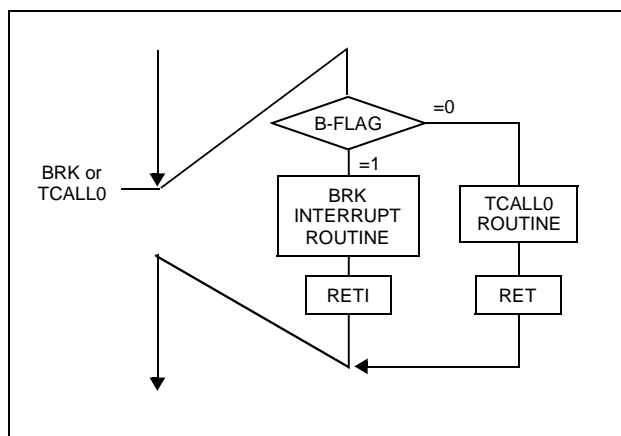 B-FLAG
=0
=1
BRK or
TCALL0
BRK
INTERRUPT
ROUTINE
TCALL0
ROUTINE
RETI
RET